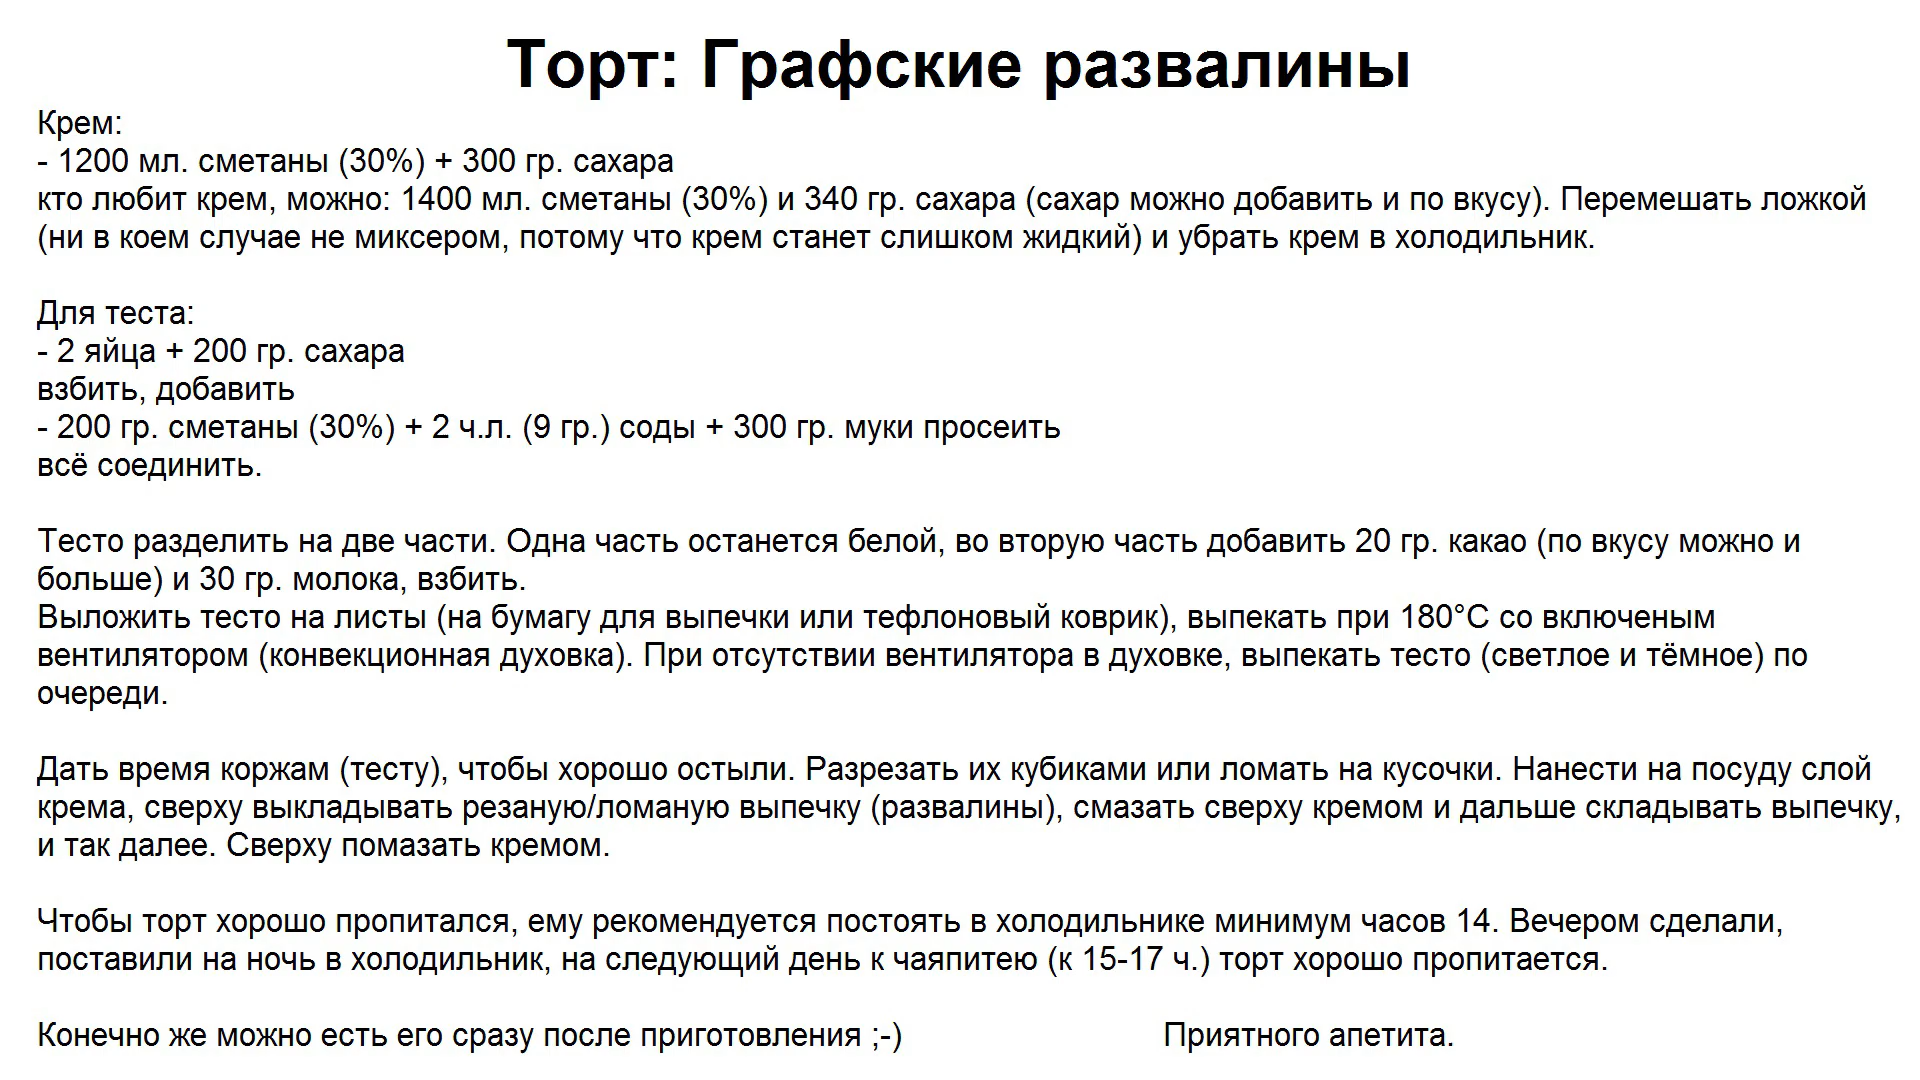 Торт: Графские развалины
Крем:
- 1200 мл. сметаны (30%) + 300 гр. сахара
кто любит крем, можно: 1400 мл. сметаны (30%) и 340 гр. сахара (сахар можно добавить и по вкусу). Перемешать ложкой
(ни в коем случае не миксером, потому что крем станет слишком жидкий) и убрать крем в холодильник.
Для теста:
- 2 яйца + 200 гр. сахара
взбить, добавить
- 200 гр. сметаны (30%) + 2 ч.л. (9 гр.) соды + 300 гр. муки просеить
всё соединить.
Тесто разделить на две части. Одна часть останется белой, во вторую часть добавить 20 гр. какао (по вкусу можно и
больше) и 30 гр. молока, взбить.
Выложить тесто на листы (на бумагу для выпечки или тефлоновый коврик), выпекать при 180°C со включеным
вентилятором (конвекционная духовка). При отсутствии вентилятора в духовке, выпекать тесто (светлое и тёмное) по
очереди.
Дать время коржам (тесту), чтобы хорошо остыли. Разрезать их кубиками или ломать на кусочки. Нанести на посуду слой
крема, сверху выкладывать резаную/ломаную выпечку (развалины), смазать сверху кремом и дальше складывать выпечку,
и так далее. Сверху помазать кремом.
Чтобы торт хорошо пропитался, ему рекомендуется постоять в холодильнике минимум часов 14. Вечером сделали,
поставили на ночь в холодильник, на следующий день к чаяпитею (к 15-17 ч.) торт хорошо пропитается.
Конечно же можно есть его сразу после приготовления ;-) Приятного апетита.